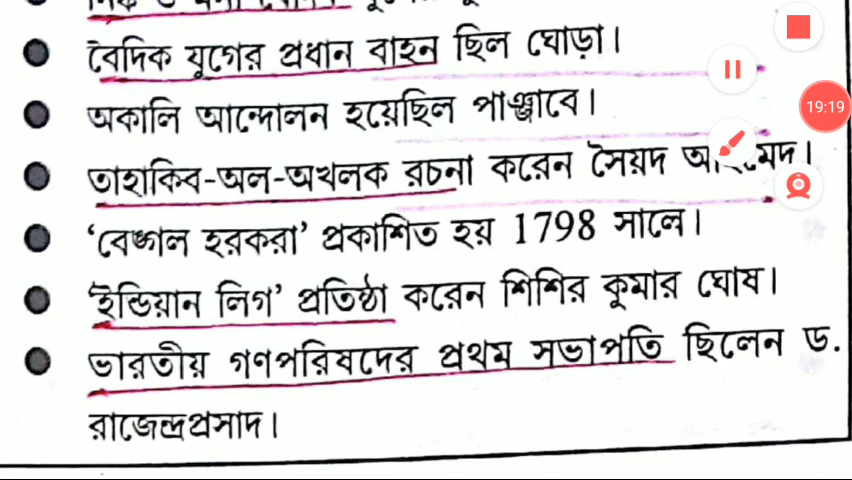 বৈদিক যুগের প্রধান বাহন ছিল ঘোড়া।
অকালি আন্দোলন হয়েছিল পাঞ্জাবে।
তাহাকিব-অল-অখলক রচনা করেন সৈয়দ
'বেঙ্গল হরকরা' প্রকাশিত হয় 1798 সালে।
'ইন্ডিয়ান লিগ' প্রতিষ্ঠা করেন শিশির কুমার ঘোষ।
ভারতীয় গণপরিষদের প্রথম সভাপতি ছিলেন ড.
রাজেন্দ্রপ্রসাদ।
19:19